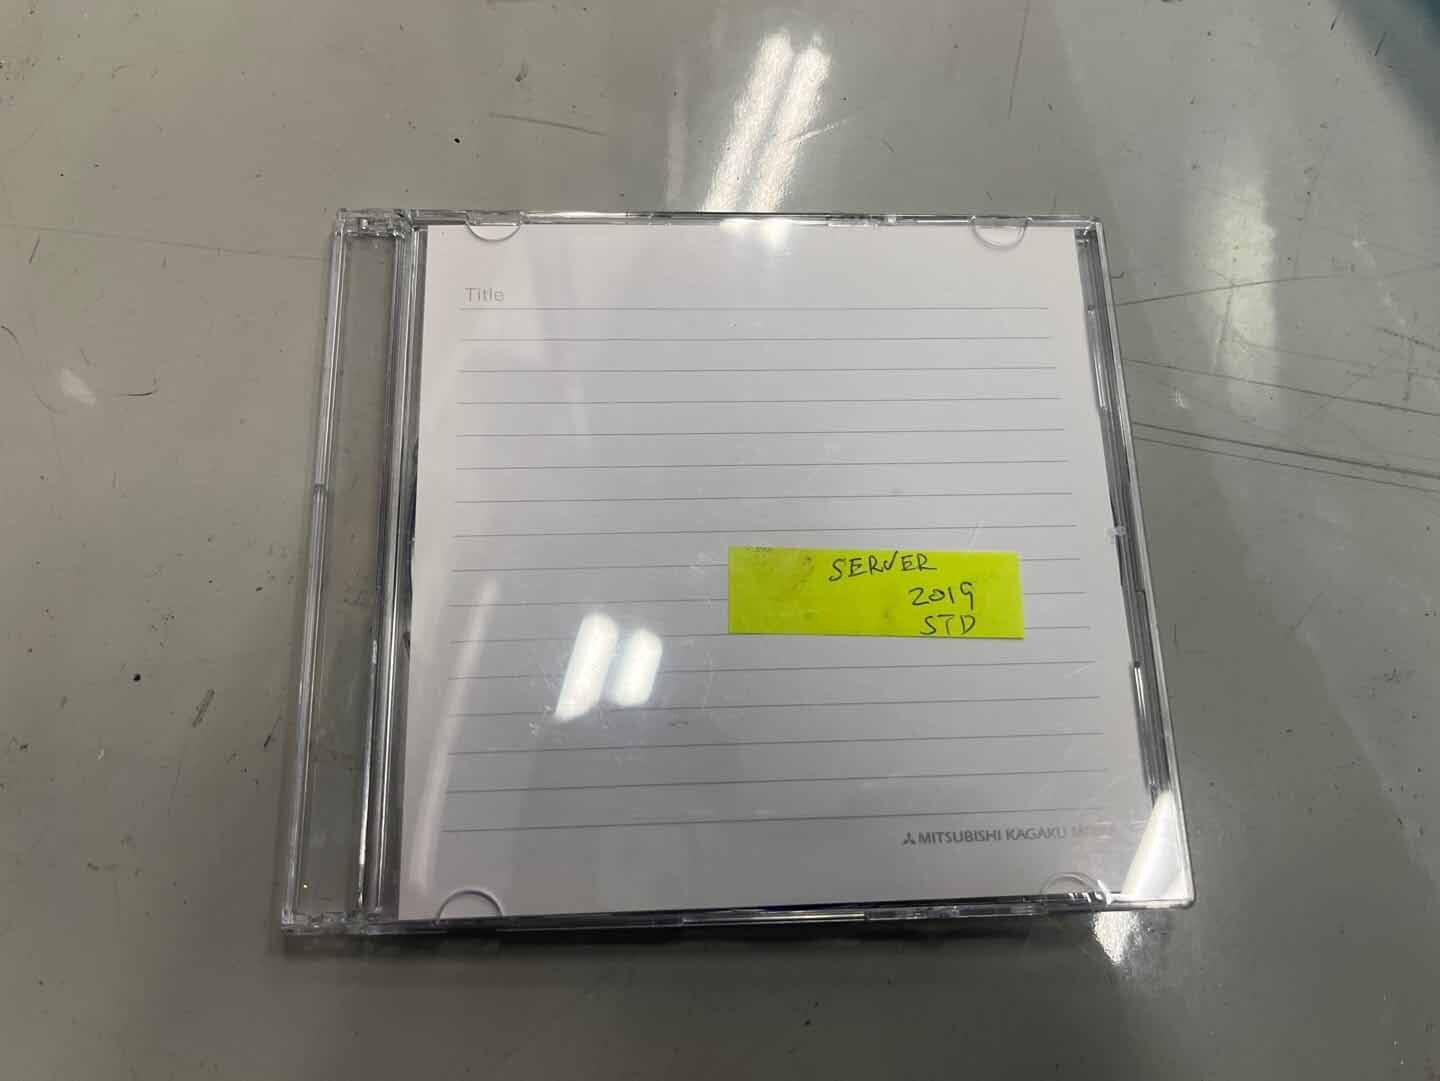 Title
SERVER
2019
STD
MITSUBISHI KAGAKU